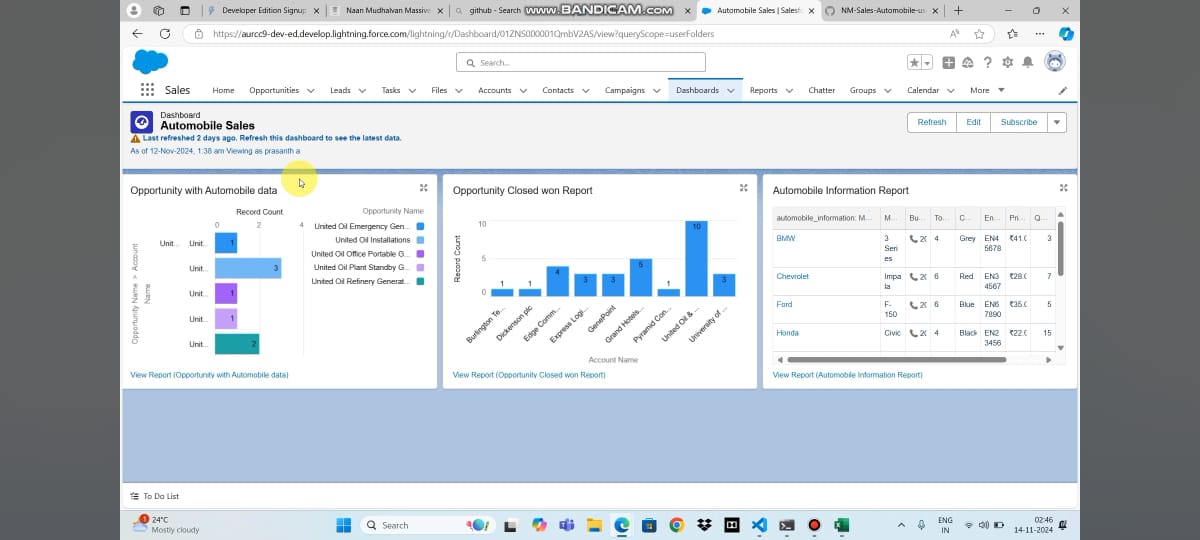 Developer Edition Signup
Naan Mudhalvan Massive
github - Search
www.BANDICAM.com
Automobile Sales | Salesf
NM-Sales-Automobile-us
https://aurcc9-dev-ed.develop.lightning.force.com/lightning/r/Dashboard/01ZNS000001QmbV2AS/view?queryScope=userFolders
Search...
Sales
Home
Opportunities
Leads
Tasks
Files
Accounts
Contacts
Campaigns
Dashboards
Reports
Chatter
Groups
Calendar
More
Dashboard
Automobile Sales
Last refreshed 2 days ago. Refresh this dashboard to see the latest data.
As of 12-Nov-2024, 1:38 am·Viewing as prasanth a
Refresh
Edit
Subscribe
Opportunity with Automobile data
Record Count
0 2 4
Opportunity Name > Account Name
Unit... Unit... 1
Unit... 3
Unit... 1
Unit... 1
Unit... 2
Opportunity Name
United Oil Emergency Gen...
United Oil Installations
United Oil Office Portable G...
United Oil Plant Standby G...
United Oil Refinery Generat...
View Report (Opportunity with Automobile data)
Opportunity Closed won Report
Record Count
10
5
0
1 1 4 3 3 5 1 10 3
Burlington Te...
Dickenson plc
Edge Comm...
Express Logi...
GenePoint
Grand Hotels...
Pyramid Con...
United Oil & ...
University of ...
Account Name
View Report (Opportunity Closed won Report)
Automobile Information Report
automobile_information: M... M... Bu... To... C... En... Pri... Q...
BMW 3 Seri es 20 4 Grey EN4 5678 ₹41.0 3
Chevrolet Impa la 20 6 Red EN3 4567 ₹28.0 7
Ford F-150 20 6 Blue EN6 7890 ₹35.0 5
Honda Civic 20 4 Black EN2 3456 ₹22.0 15
View Report (Automobile Information Report)
To Do List
1
24°C
Mostly cloudy
Search
ENG
IN
02:46
14-11-2024